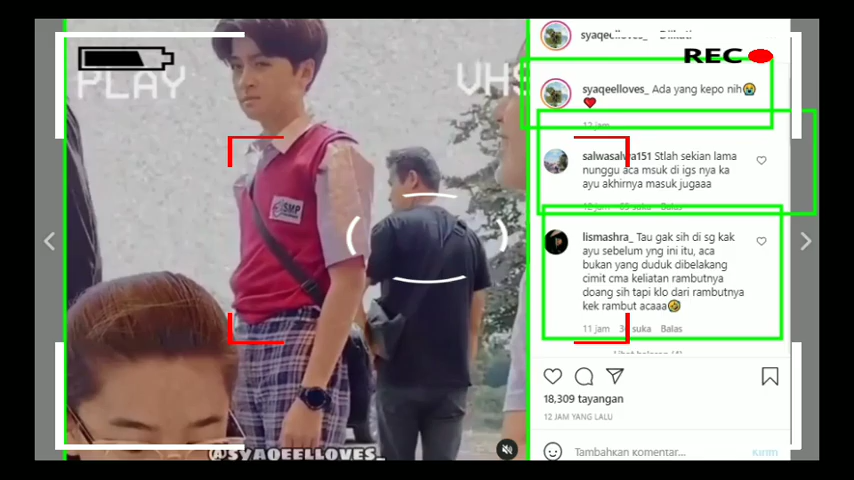 REC
PLAY
VHS
SMP
@SYAQEELLOVES_
syaqeelloves_
syaqeelloves_ Ada yang kepo nih😭
❤️
12 jam
salwasalwa151 Stlah sekian lama
nunggu aca msuk di igs nya ka
ayu akhirnya masuk jugaaa
lismashra_ Tau gak sih di sg kak
ayu sebelum yng ini itu, aca
bukan yang duduk dibelakang
cimit cma keliatan rambutnya
doang sih tapi klo dari rambutnya
kek rambut acaaa🤣
11 jam suka Balas
18,309 tayangan
12 JAM YANG LALU
Tambahkan komentar...
Kirim